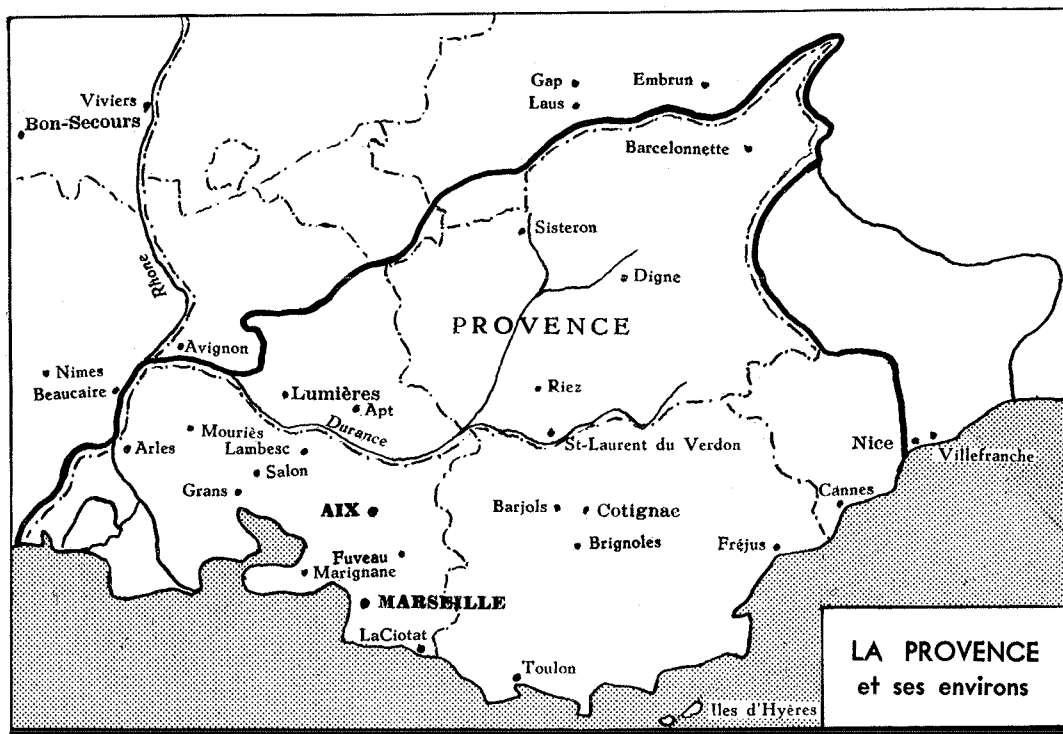 Gap
Embrun
Viviers
Laus
Bon-Secours
Barcelonnette
Sisteron
Rhone
Digne
PROVENCE
Avignon
Nimes
Beaucaire
Lumières
Riez
Apt
Durance
Mouriès
St-Laurent du Verdon
Arles
Lambesc
Nice
Villefranche
Salon
Grans
Cannes
AIX
Barjols
Cotignac
Brignoles
Fréjus
Fuveau
Marignane
MARSEILLE
LaCiotat
Toulon
Iles d'Hyères
LA PROVENCE
et ses environs